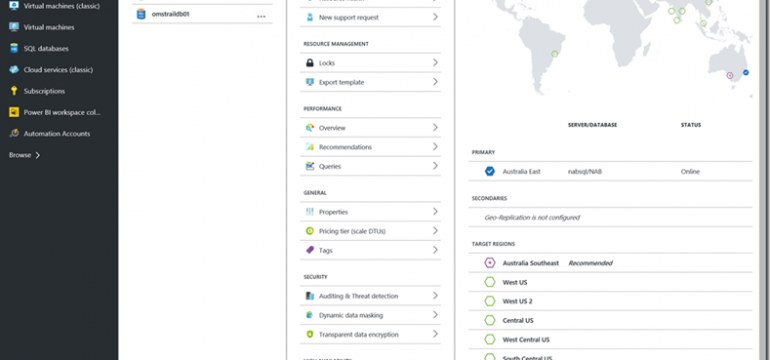 Virtual machines (classic)
Virtual machines
SQL databases
Cloud services (classic)
Subscriptions
Power BI workspace col...
Automation Accounts
Browse >
omstraildb01 ...
New support request
RESOURCE MANAGEMENT
Locks
Export template
PERFORMANCE
Overview
Recommendations
Queries
GENERAL
Properties
Pricing tier (scale DTUs)
Tags
SECURITY
Auditing & Threat detection
Dynamic data masking
Transparent data encryption
SERVER/DATABASE STATUS
PRIMARY
Australia East nabsql/NAB Online
SECONDARIES
Geo-Replication is not configured
TARGET REGIONS
Australia Southeast Recommended
West US
West US 2
Central US
West Central US
South Central US